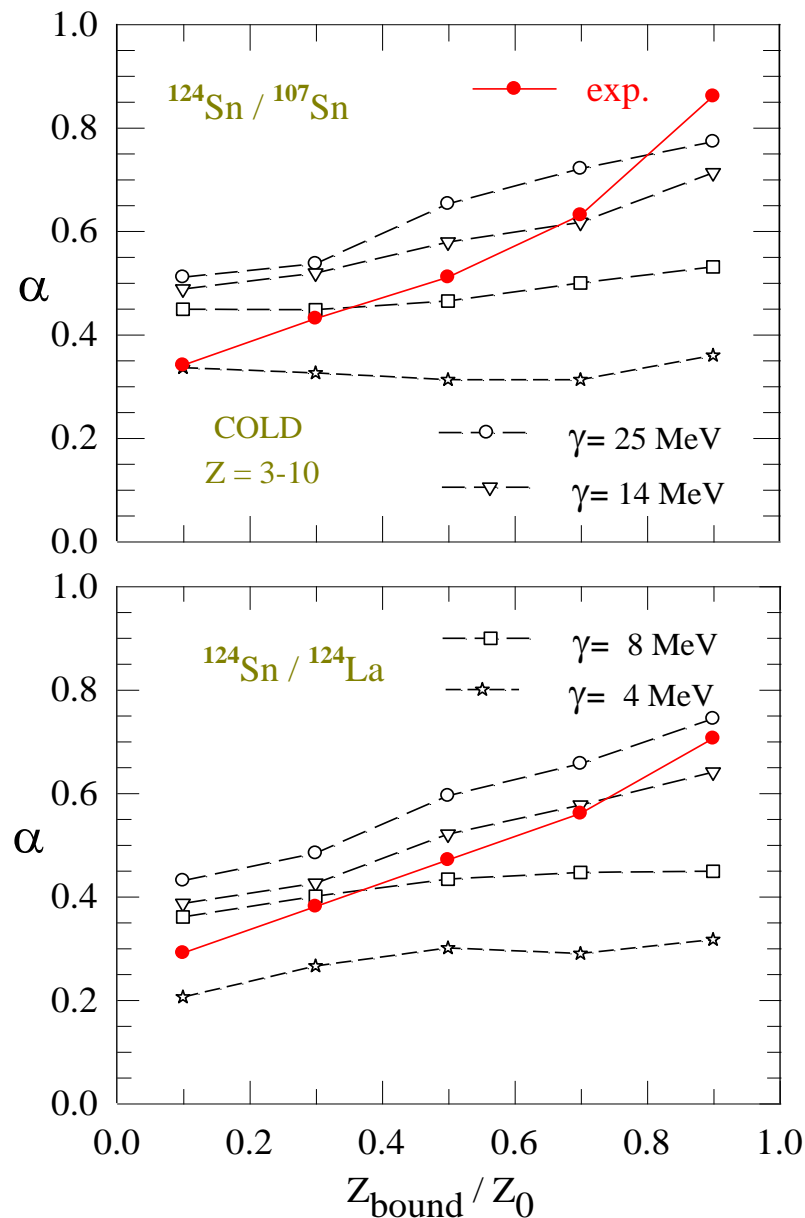 1.0
¹²⁴Sn / ¹⁰⁷Sn
exp.
0.8
0.6
α
0.4
COLD
γ= 25 MeV
0.2
Z = 3-10
γ= 14 MeV
0.0
1.0
γ= 8 MeV
¹²⁴Sn / ¹²⁴La
γ= 4 MeV
0.8
0.6
α
0.4
0.2
0.0
0.0 0.2 0.4 0.6 0.8 1.0
Z_bound / Z_0